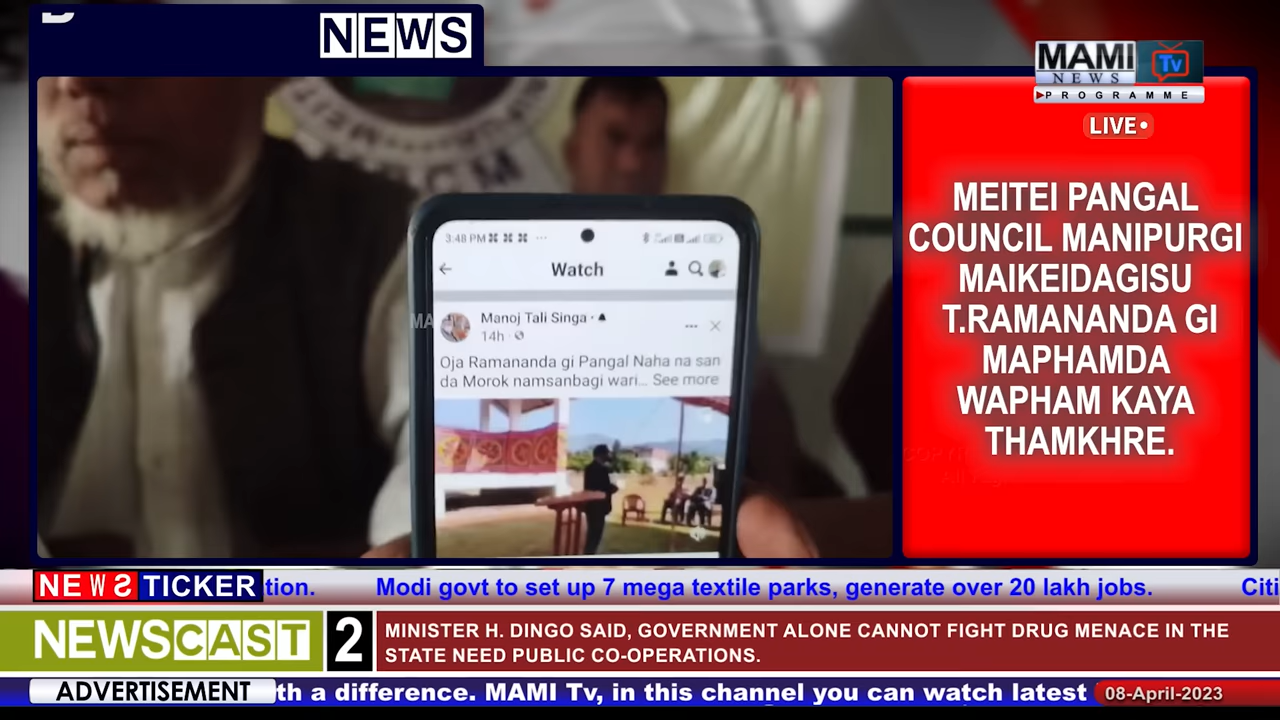 NEWS
MAMI Tv
NEWS
PROGRAMME
LIVE
MEITEI PANGAL
COUNCIL MANIPURGI
MAIKEIDAGISU
T.RAMANANDA GI
MAPHAMDA
WAPHAM KAYA
THAMKHRE.
3:48 PM
Watch
Manoj Tali Singa
14h
Oja Ramananda gi Pangal Naha na san
da Morok namsanbagi wari... See more
NEWS TICKER tion. Modi govt to set up 7 mega textile parks, generate over 20 lakh jobs. Citi
NEWSCAST 2 MINISTER H. DINGO SAID, GOVERNMENT ALONE CANNOT FIGHT DRUG MENACE IN THE
STATE NEED PUBLIC CO-OPERATIONS.
ADVERTISEMENT th a difference. MAMI Tv, in this channel you can watch latest 08-April-2023